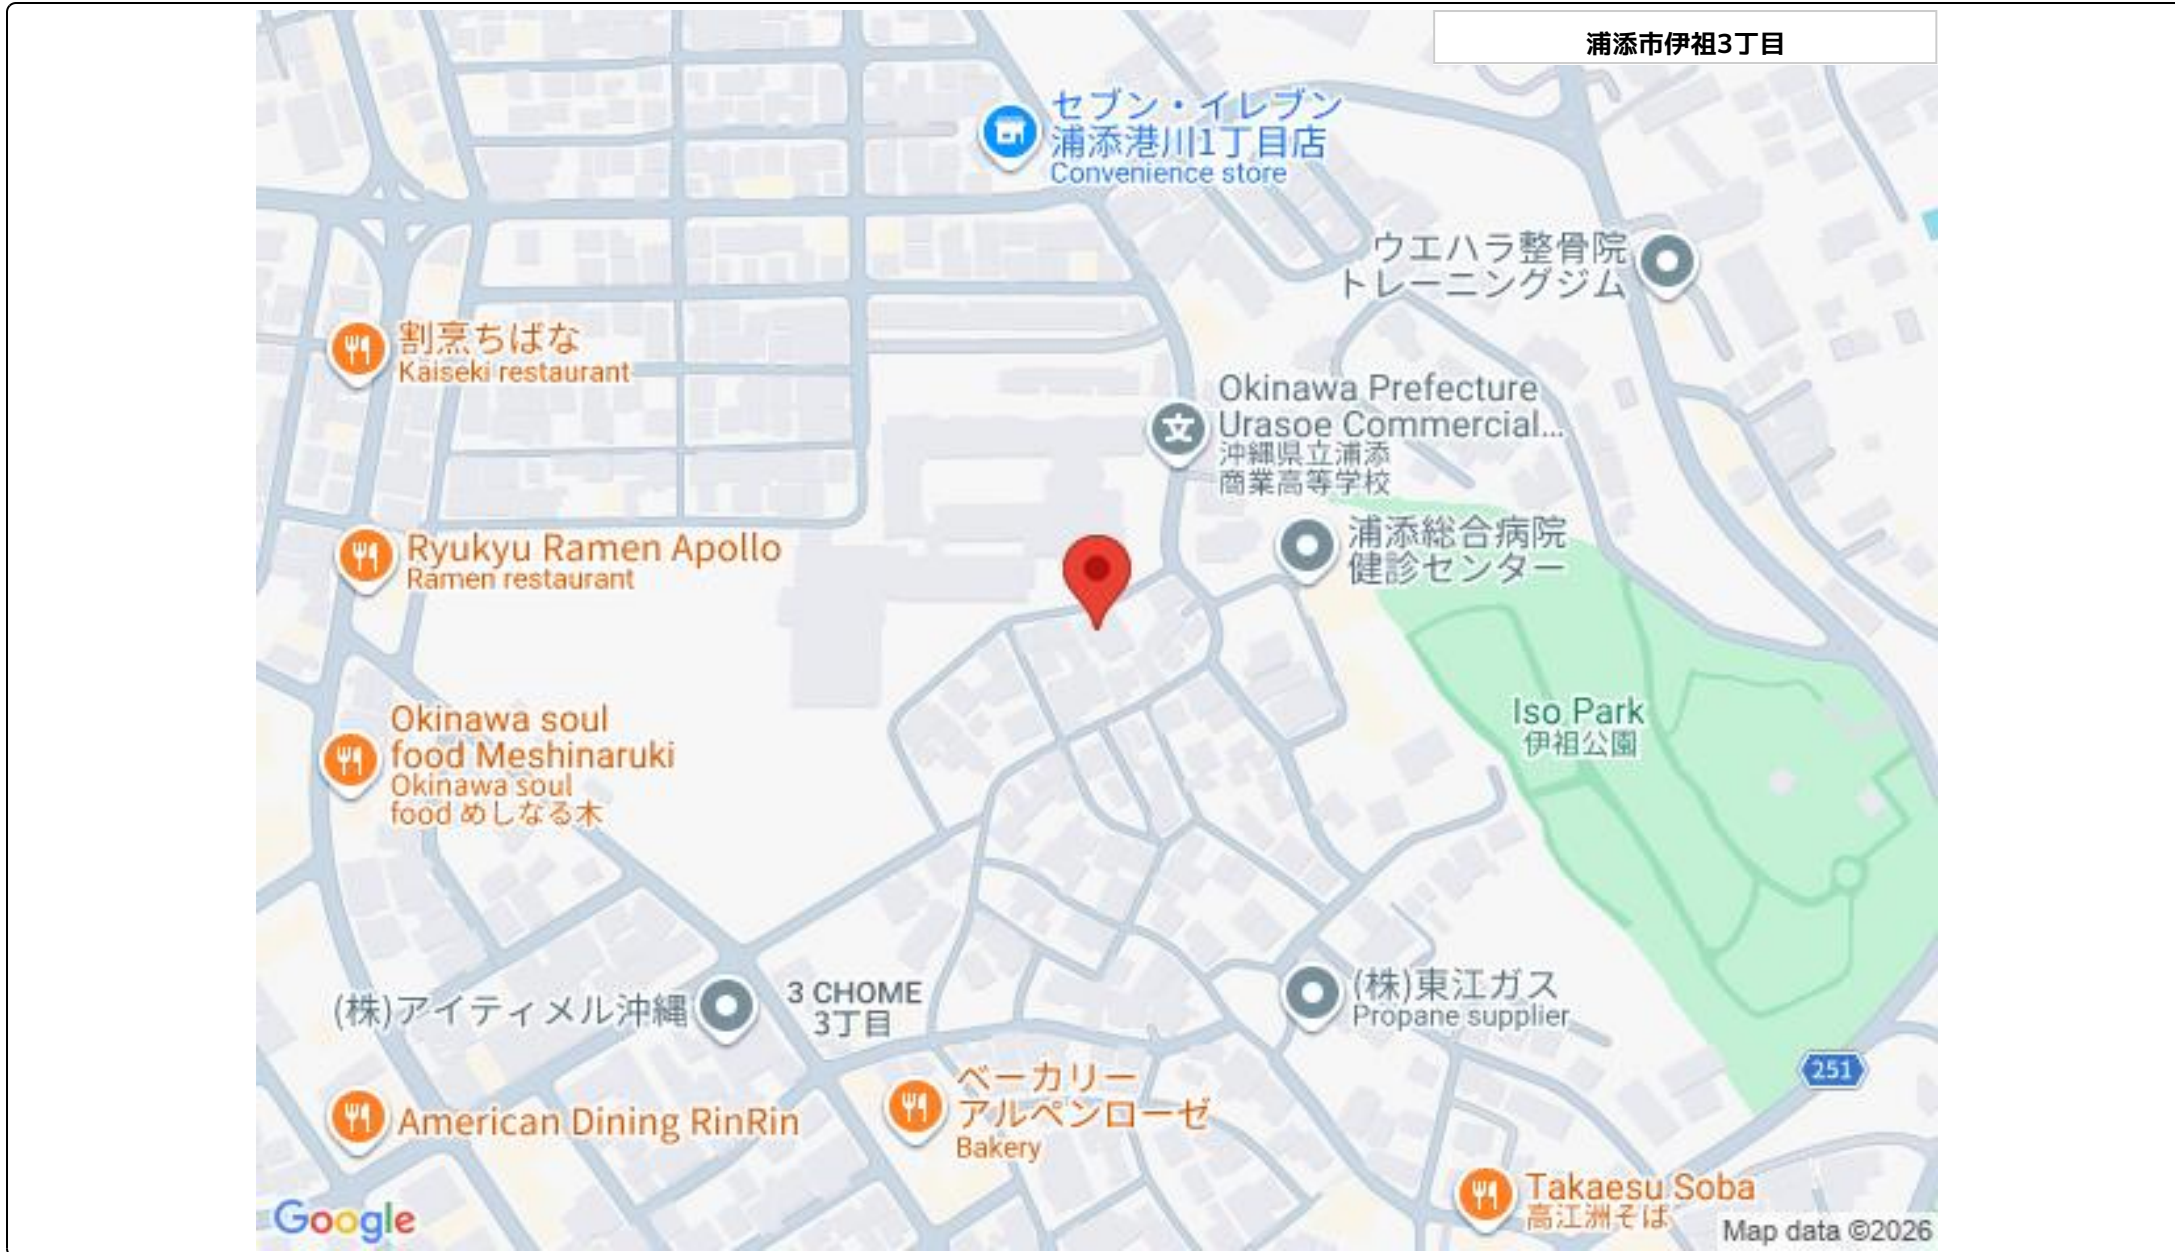 浦添市伊祖3丁目
セブン・イレブン
浦添港川1丁目店
Convenience store
ウエハラ整骨院
トレーニングジム
割烹ちばな
Kaiseki restaurant
Okinawa Prefecture
Urasoe Commercial...
沖縄県立浦添
商業高等学校
浦添総合病院
健診センター
Ryukyu Ramen Apollo
Ramen restaurant
Iso Park
伊祖公園
Okinawa soul
food Meshinaruki
Okinawa soul
food めしなる木
(株)アイティメル沖縄
3 CHOME
3丁目
(株)東江ガス
Propane supplier
251
ベーカリー
アルペンローゼ
Bakery
American Dining RinRin
Takaesu Soba
高江洲そば
Google
Map data ©2026